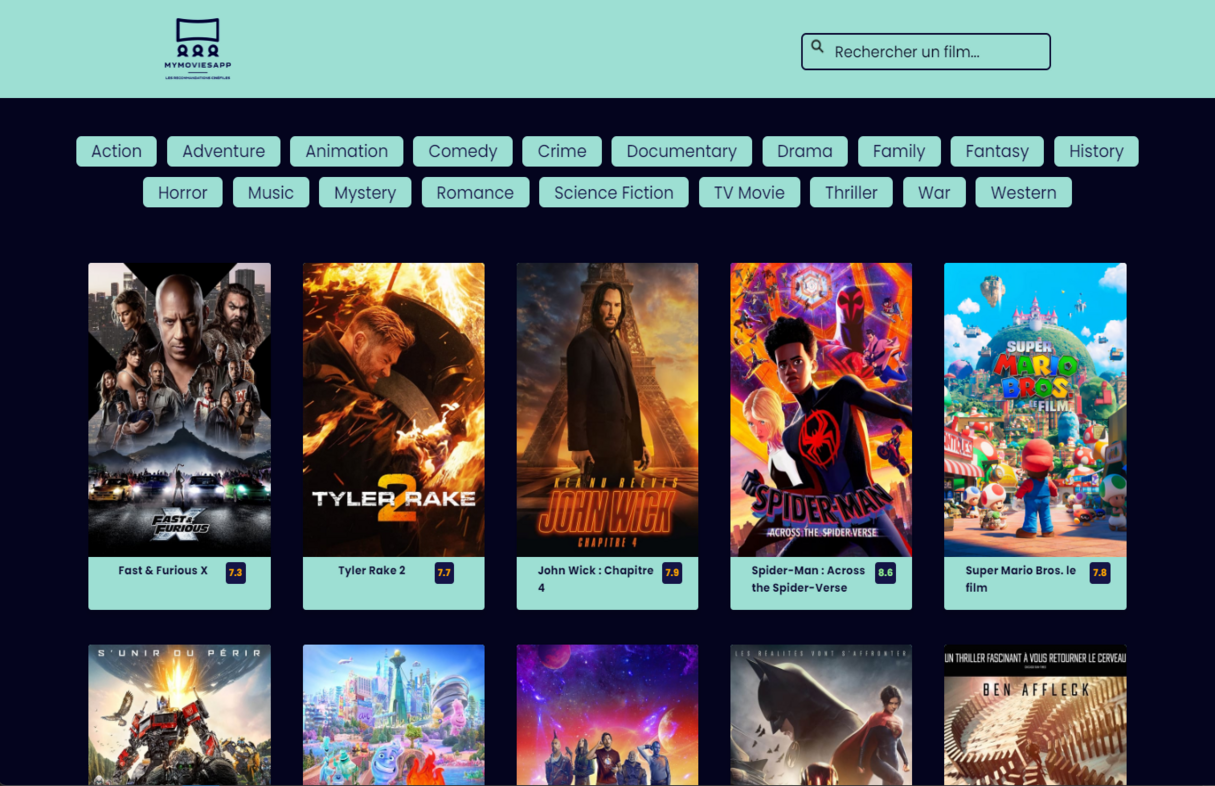 MYMOVIESAPP
LES RECOMMANDATIONS CINÉFILES
Rechercher un film...
Action Adventure Animation Comedy Crime Documentary Drama Family Fantasy History
Horror Music Mystery Romance Science Fiction TV Movie Thriller War Western
FAST & FURIOUS X
TYLER RAKE 2
KEANU REEVES
JOHN WICK
CHAPITRE 4
SPIDER-MAN
ACROSS THE SPIDER-VERSE
SUPER
MARIO
BROS
LE FILM
Fast & Furious X 7.3
Tyler Rake 2 7.7
John Wick : Chapitre 4 7.9
Spider-Man : Across the Spider-Verse 8.6
Super Mario Bros. le film 7.8
S'UNIR OU PÉRIR
LES RÉALITÉS VONT S'AFFRONTER
UN THRILLER FASCINANT À VOUS RETOURNER LE CERVEAU
BEN AFFLECK